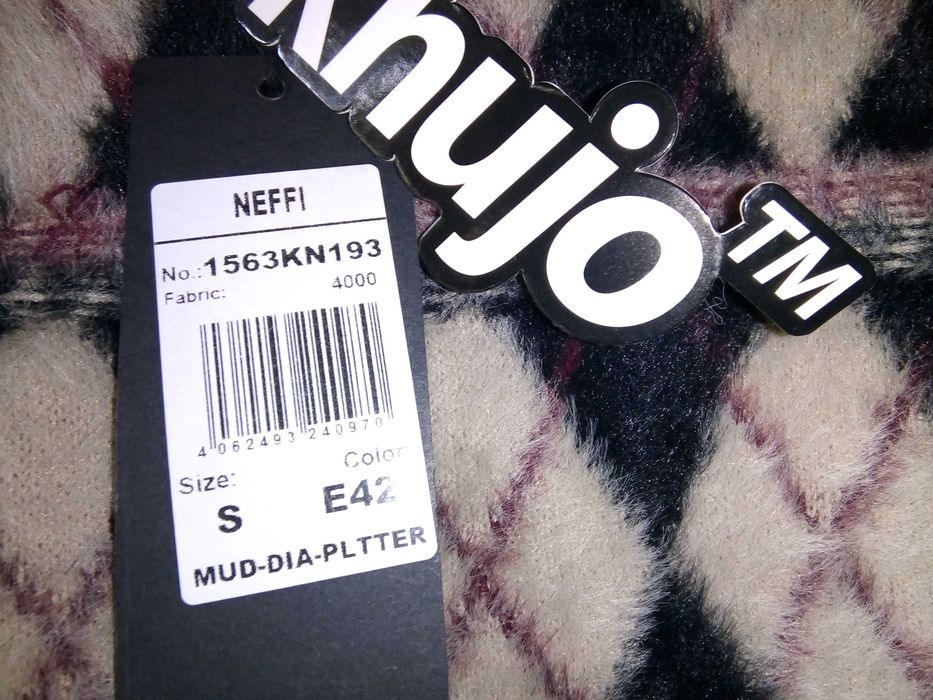 khujo
TM
NEFFI
No.:1563KN193
Fabric: 4000
4 062493 240970
Size: Color
S E42
MUD-DIA-PLTTER